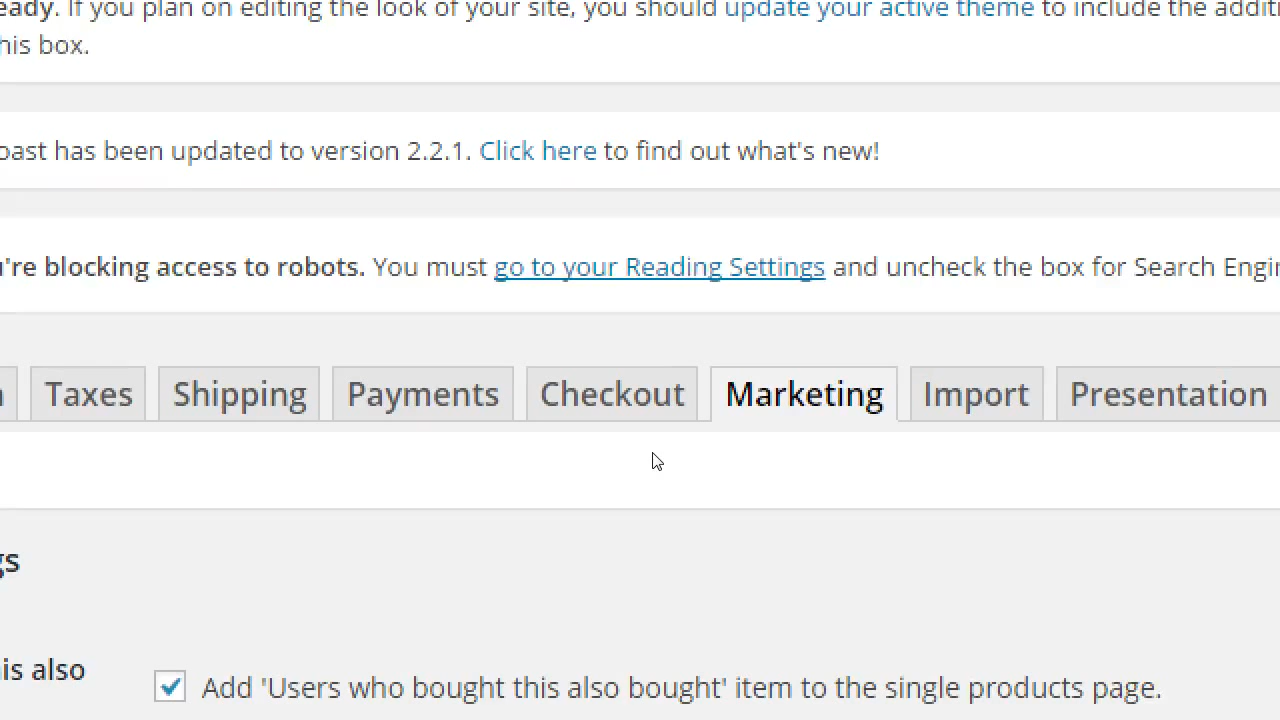 eady. If you plan on editing the look of your site, you should update your active theme to include the additi
his box.
oast has been updated to version 2.2.1. Click here to find out what's new!
're blocking access to robots. You must go to your Reading Settings and uncheck the box for Search Engin
Taxes Shipping Payments Checkout Marketing Import Presentation
gs
is also
Add 'Users who bought this also bought' item to the single products page.